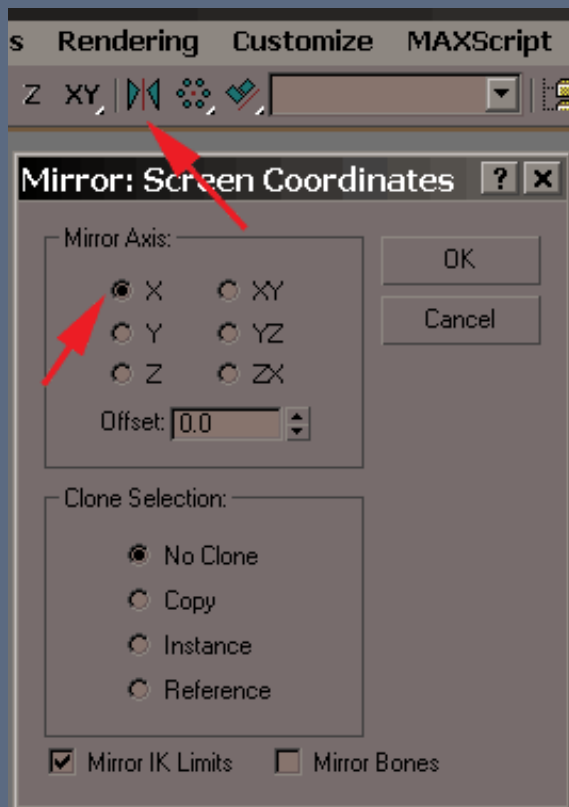 s Rendering Customize MAXScript
Z XY
Mirror: Screen Coordinates ?
Mirror Axis:
OK
X XY
Cancel
Y YZ
Z ZX
Offset: 0.0
Clone Selection:
No Clone
Copy
Instance
Reference
Mirror IK Limits Mirror Bones